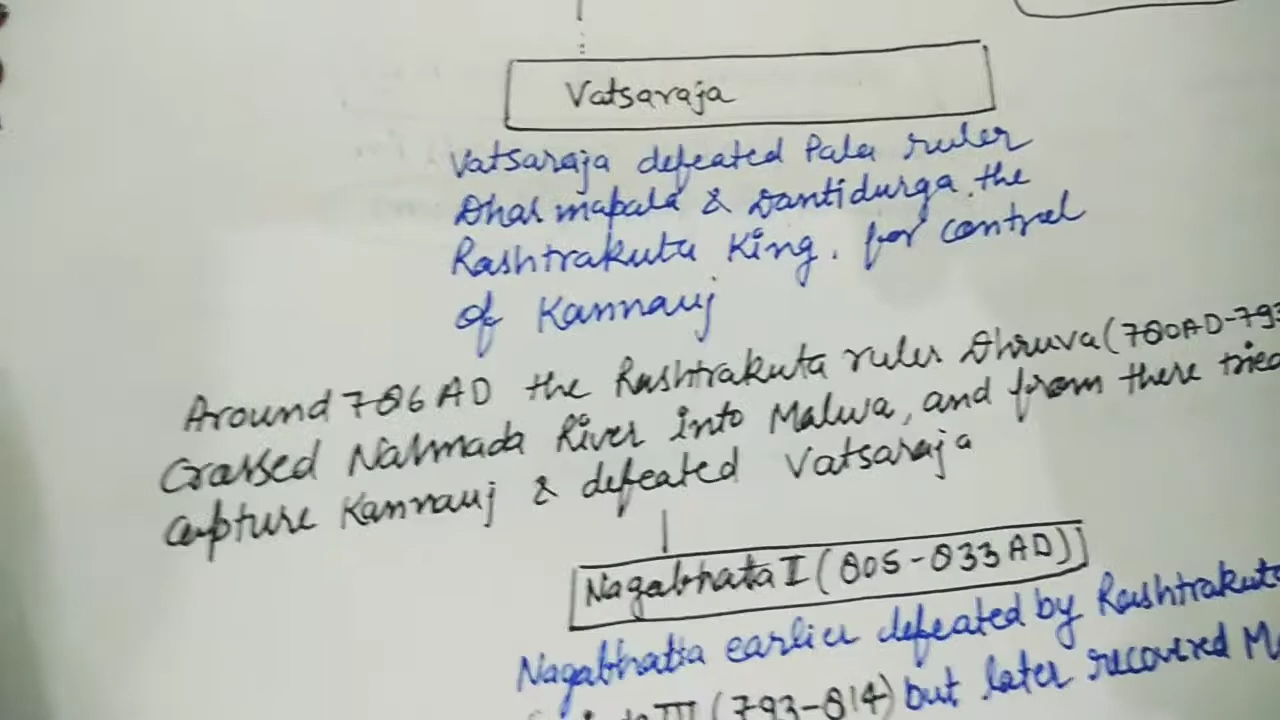 Vatsaraja
Vatsaraja defeated Pala ruler
Dharmapala & Dantidurga, the
Rashtrakuta King, for control
of Kannauj
Around 786 AD the Rashtrakuta ruler Dhruva (780AD-793
Crossed Narmada River into Malwa, and from there tried
capture Kannauj & defeated Vatsaraja
Nagabhata I (805-833 AD)
Nagabhatta earlier defeated by Rashtrakuta
III (793-814) but later recovered M